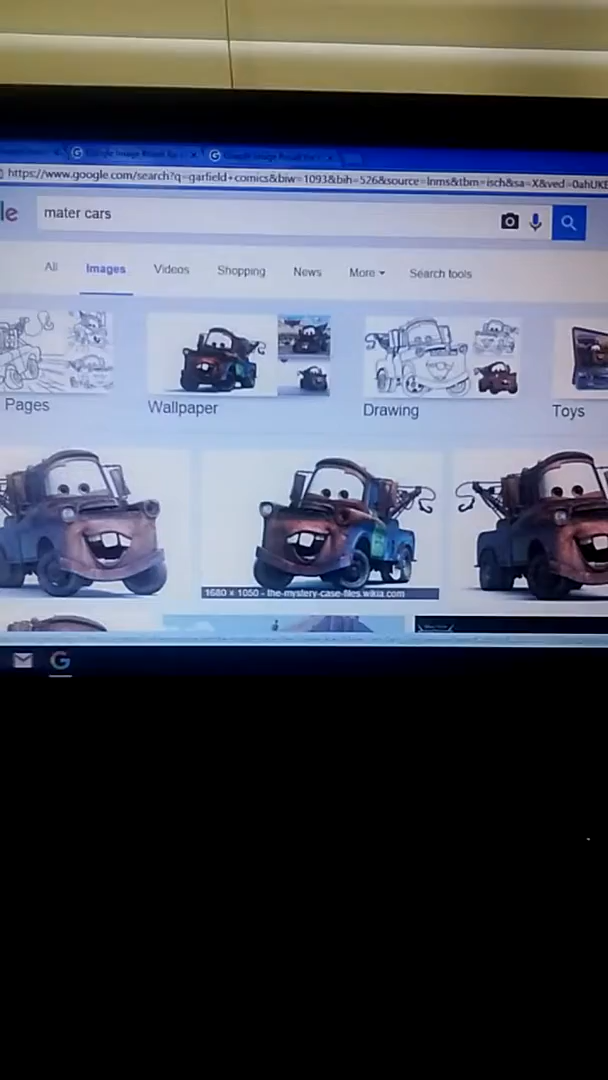 https://www.google.com/search?q=garfield+comics&biw=1093&bih=526&source=lnms&tbm=isch&sa=X&ved=0ahUKE
le
mater cars
All Images Videos Shopping News More Search tools
Pages Wallpaper Drawing Toys
1680 × 1050 - the-mystery-case-files.wikia.com
G